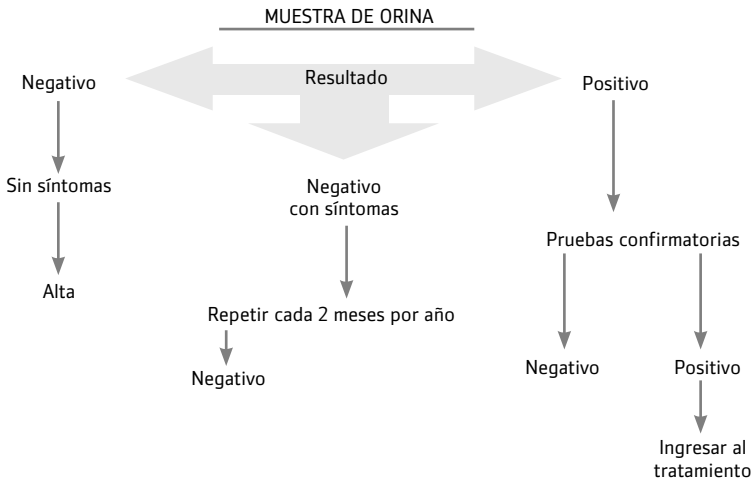 MUESTRA DE ORINA
Resultado
Negativo
Positivo
Sin síntomas
Negativo
con síntomas
Pruebas confirmatorias
Alta
Repetir cada 2 meses por año
Negativo
Negativo
Positivo
Ingresar al
tratamiento